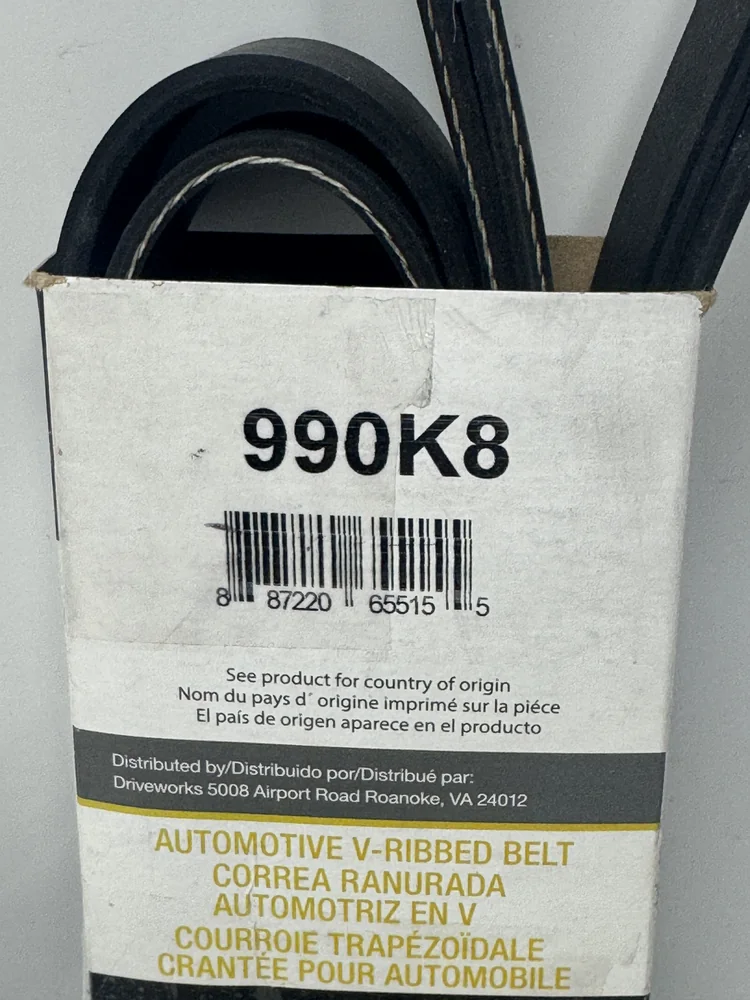 990K8
8 87220 65515 5
See product for country of origin
Nom du pays d´ origine imprimé sur la piéce
El país de origen aparece en el producto
Distributed by/Distribuido por/Distribué par:
Driveworks 5008 Airport Road Roanoke, VA 24012
AUTOMOTIVE V-RIBBED BELT
CORREA RANURADA
AUTOMOTRIZ EN V
COURROIE TRAPÉZOÏDALE
CRANTÉE POUR AUTOMOBILE